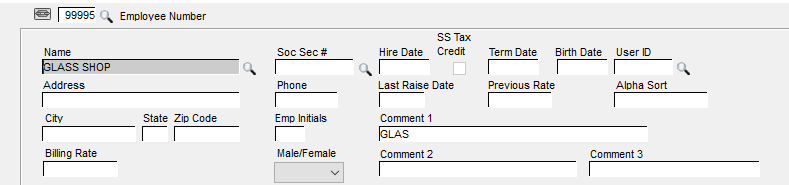 99995 Employee Number
SS Tax
Name Soc Sec # Hire Date Credit Term Date Birth Date User ID
GLASS SHOP
Address Phone Last Raise Date Previous Rate Alpha Sort
City State Zip Code Emp Initials Comment 1
GLAS
Billing Rate Male/Female Comment 2 Comment 3